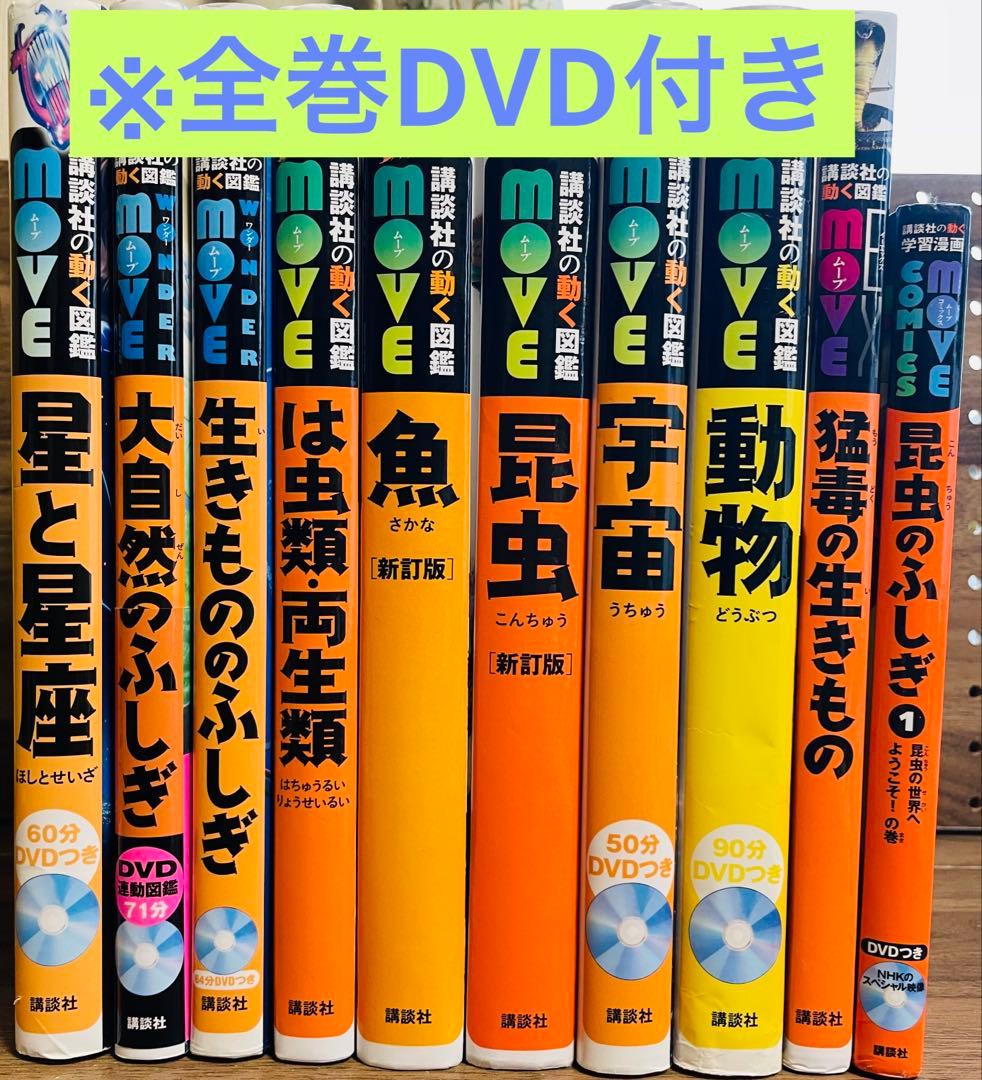 ※全巻DVD付き
講談社の動く図鑑
MOVE
ムーブ
星と星座
ほしとせいざ
60分
DVDつき
講談社
講談社の
動く図鑑
WONDER
ワンダー
MOVE
ムーブ
大自然のふしぎ
だい し ぜん
DVD
連動図鑑
71分
講談社
講談社の
動く図鑑
WONDER
ワンダー
MOVE
ムーブ
生きもののふしぎ
い
64分DVDつき
講談社
講談社の動く図鑑
MOVE
ムーブ
は虫類・両生類
はちゅうるい
りょうせいるい
講談社
講談社の動く図鑑
MOVE
ムーブ
魚
さかな
[新訂版]
講談社
講談社の動く図鑑
MOVE
ムーブ
昆虫
こんちゅう
[新訂版]
講談社
講談社の動く図鑑
MOVE
ムーブ
宇宙
うちゅう
50分
DVDつき
講談社
講談社の動く図鑑
MOVE
ムーブ
動物
どうぶつ
90分
DVDつき
講談社
講談社の
動く図鑑
MOVE
ムーブ
猛毒の生きもの
もう どく い
講談社
講談社の動く
学習漫画
MOVE
COMICS
ムーブ
コミックス
昆虫のふしぎ1
こん ちゅう
昆虫の世界へ
ようこそ!の巻
DVDつき
NHKの
スペシャル映像
講談社